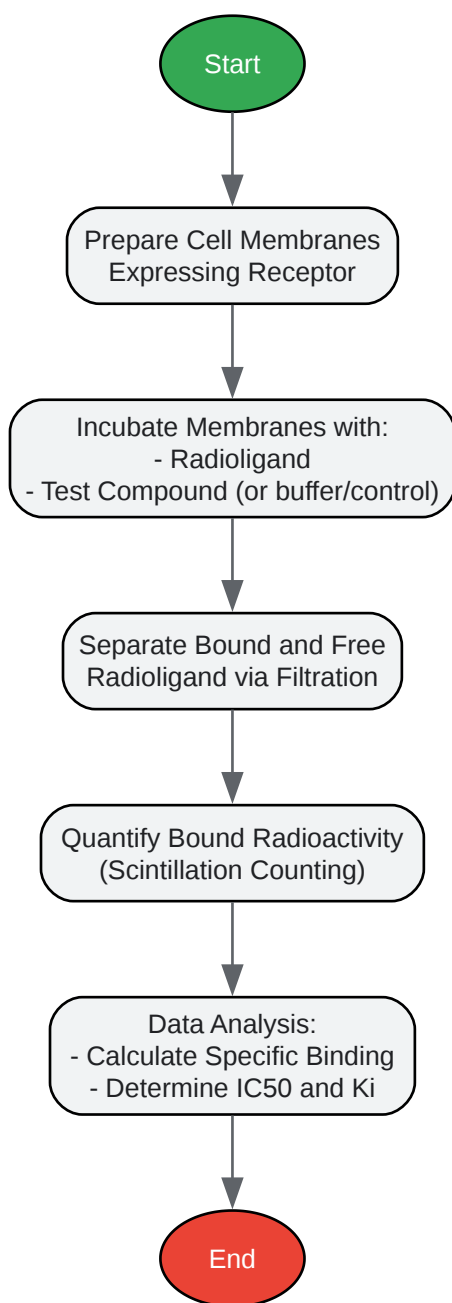 Start
Prepare Cell Membranes
Expressing Receptor
Incubate Membranes with:
- Radioligand
- Test Compound (or buffer/control)
Separate Bound and Free
Radioligand via Filtration
Quantify Bound Radioactivity
(Scintillation Counting)
Data Analysis:
- Calculate Specific Binding
- Determine IC50 and Ki
End